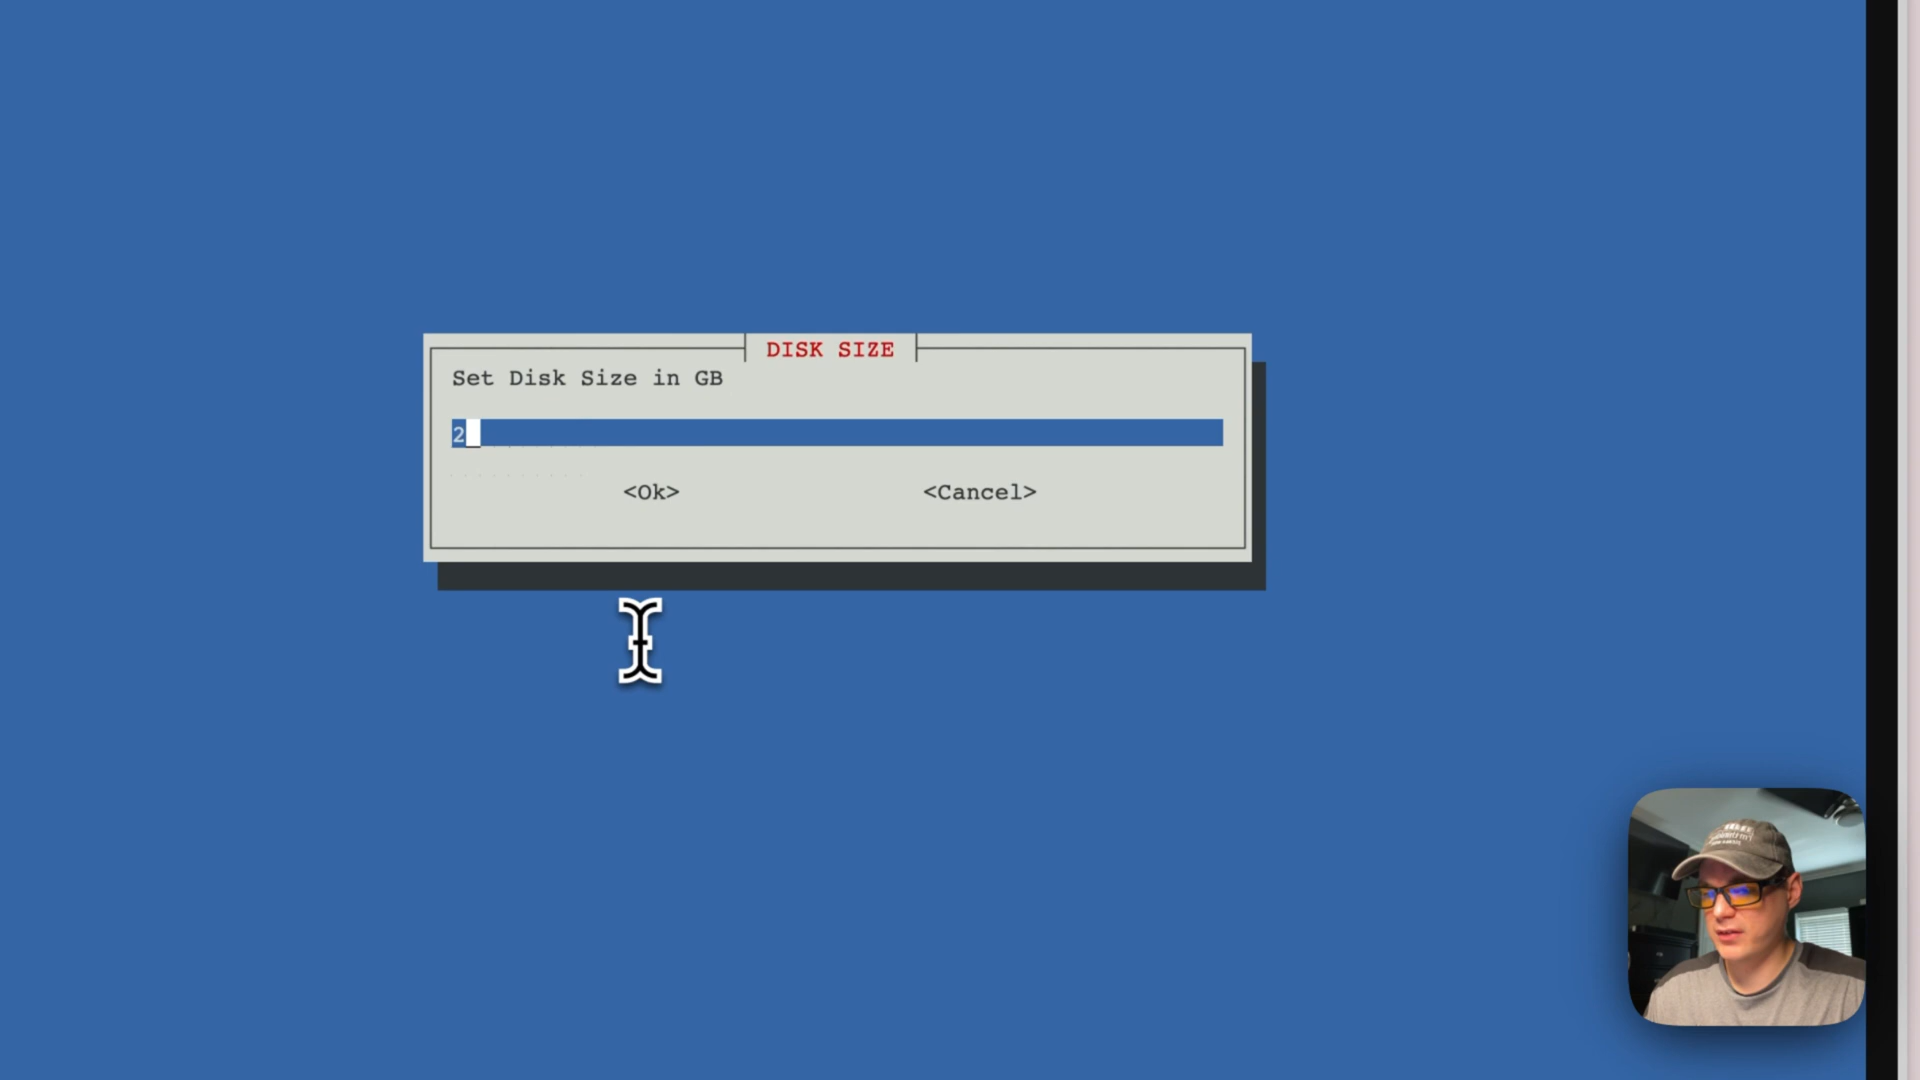 DISK SIZE
Set Disk Size in GB
2
<Ok> <Cancel>